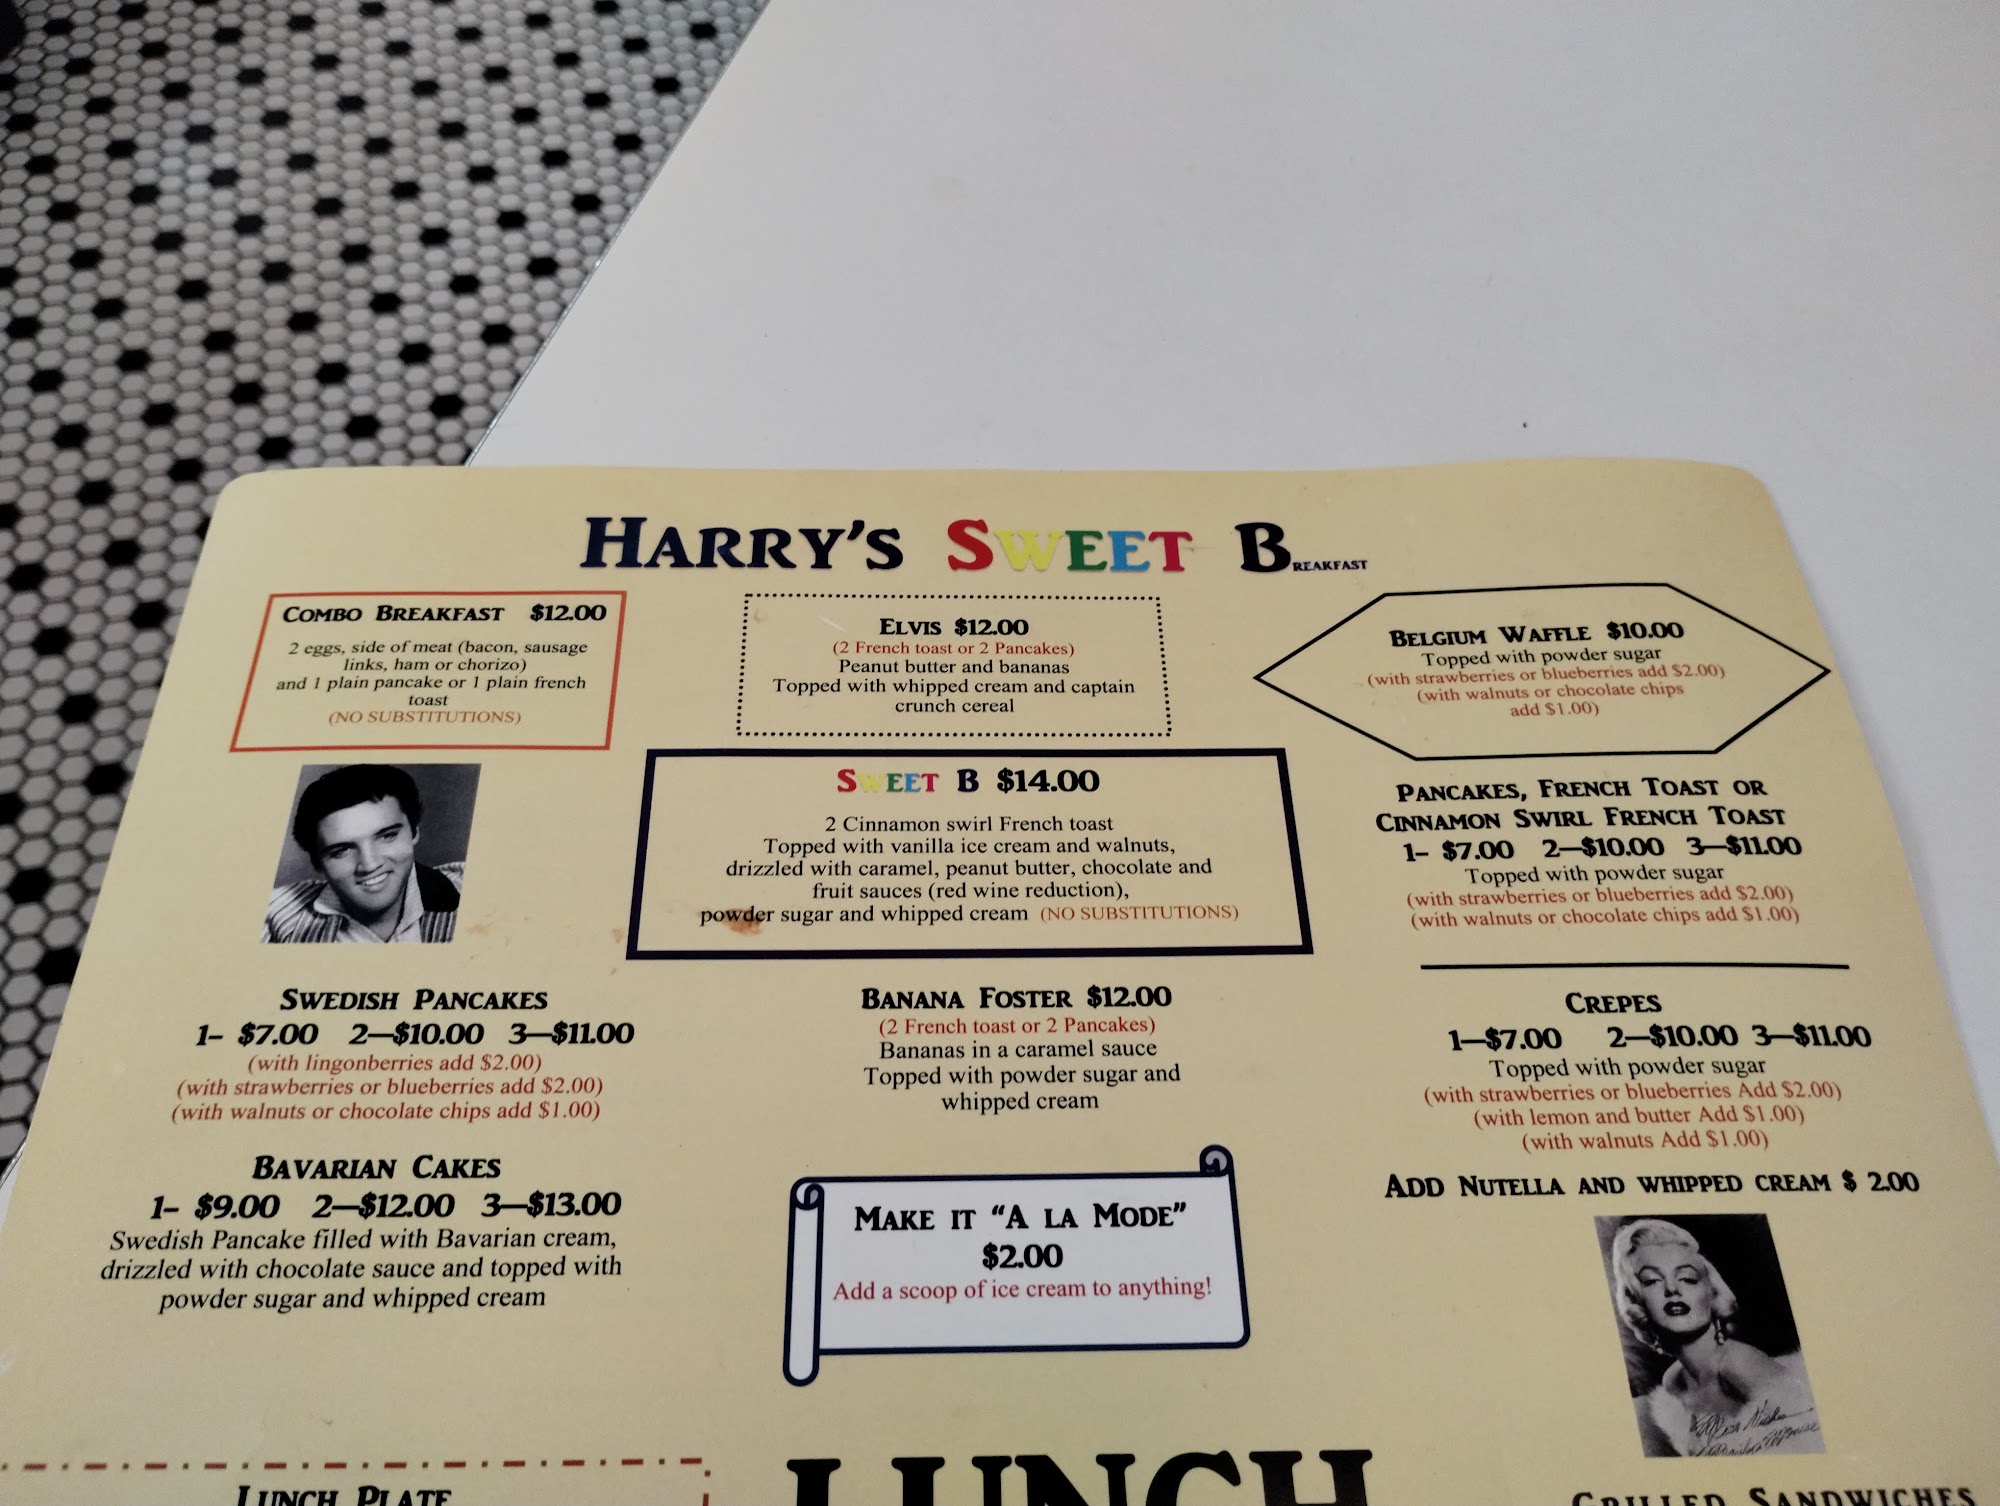 HARRY'S SWEET BREAKFAST
COMBO BREAKFAST $12.00
2 eggs, side of meat (bacon, sausage
links, ham or chorizo)
and 1 plain pancake or 1 plain french
toast
(NO SUBSTITUTIONS)
ELVIS $12.00
(2 French toast or 2 Pancakes)
Peanut butter and bananas
Topped with whipped cream and captain
crunch cereal
BELGIUM WAFFLE $10.00
Topped with powder sugar
(with strawberries or blueberries add $2.00)
(with walnuts or chocolate chips
add $1.00)
SWEET B $14.00
2 Cinnamon swirl French toast
Topped with vanilla ice cream and walnuts,
drizzled with caramel, peanut butter, chocolate and
fruit sauces (red wine reduction),
powder sugar and whipped cream (NO SUBSTITUTIONS)
PANCAKES, FRENCH TOAST OR
CINNAMON SWIRL FRENCH TOAST
1- $7.00 2—$10.00 3—$11.00
Topped with powder sugar
(with strawberries or blueberries add $2.00)
(with walnuts or chocolate chips add $1.00)
SWEDISH PANCAKES
1- $7.00 2—$10.00 3—$11.00
(with lingonberries add $2.00)
(with strawberries or blueberries add $2.00)
(with walnuts or chocolate chips add $1.00)
BANANA FOSTER $12.00
(2 French toast or 2 Pancakes)
Bananas in a caramel sauce
Topped with powder sugar and
whipped cream
CREPES
1—$7.00 2—$10.00 3—$11.00
Topped with powder sugar
(with strawberries or blueberries Add $2.00)
(with lemon and butter Add $1.00)
(with walnuts Add $1.00)
ADD NUTELLA AND WHIPPED CREAM $ 2.00
BAVARIAN CAKES
1- $9.00 2—$12.00 3—$13.00
Swedish Pancake filled with Bavarian cream,
drizzled with chocolate sauce and topped with
powder sugar and whipped cream
MAKE IT "A LA MODE"
$2.00
Add a scoop of ice cream to anything!
LUNCH
LUNCH PLATE
GRILLED SANDWICHES